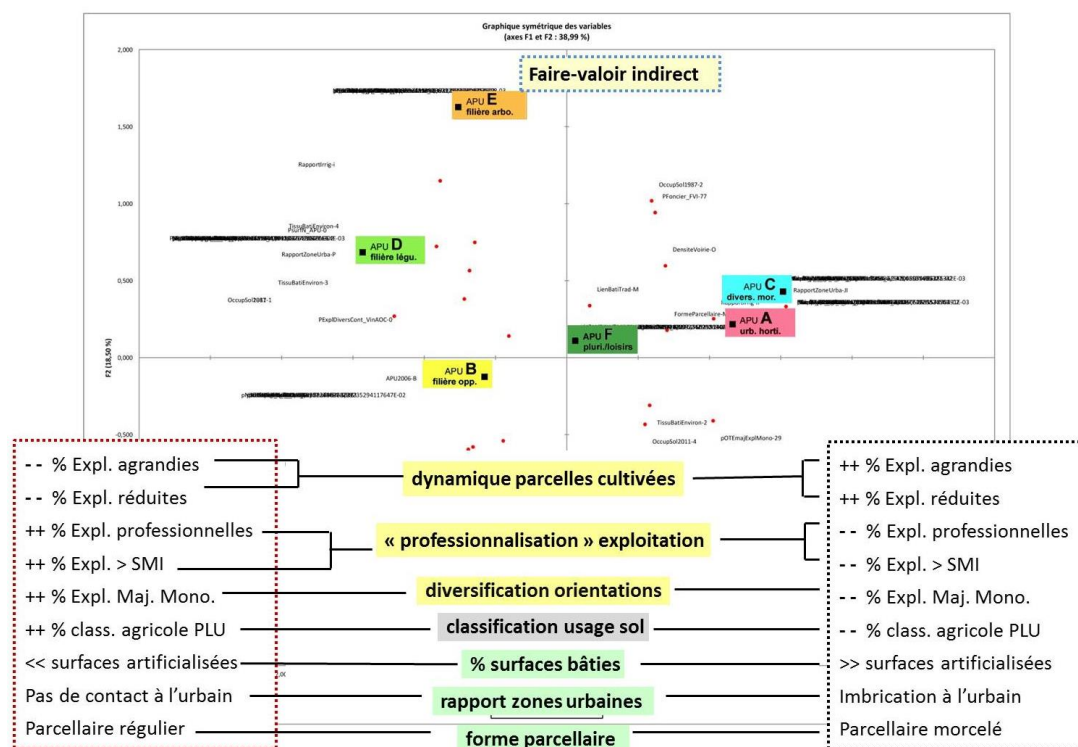 Graphique symétrique des variables
(axes F1 et F2 : 38,99 %)
2,000
Faire-valoir indirect
APU E
filière arbo.
1,500
RapportIrrig-i
OccupSol1987-2
PFoncier_FVI-77
1,000
TissuBatiEnviron-4
APU D
filière légu.
RapportZoneUrba-P
DensiteVoirie-O
TissuBatiEnviron-3
0,500
APU C
divers. mor.
RapportZoneUrba-JI
LienBatiTrad-M
PExplDiversCont_VinAOC-0
FormeParcellaire-M
APU A
urb. horti.
APU F
pluri./loisirs
0,000
F2 (18,50 %)
APU2006-B
APU B
filière opp.
TissuBatiEnviron-2
pOTEmajExplMono-29
-0,500
OccupSol2011-4
-- % Expl. agrandies
dynamique parcelles cultivées
++ % Expl. agrandies
-- % Expl. réduites
++ % Expl. réduites
++ % Expl. professionnelles
« professionnalisation » exploitation
-- % Expl. professionnelles
++ % Expl. > SMI
-- % Expl. > SMI
++ % Expl. Maj. Mono.
diversification orientations
-- % Expl. Maj. Mono.
++ % class. agricole PLU
classification usage sol
-- % class. agricole PLU
<< surfaces artificialisées
% surfaces bâties
>> surfaces artificialisées
Pas de contact à l'urbain
rapport zones urbaines
Imbrication à l'urbain
Parcellaire régulier
forme parcellaire
Parcellaire morcelé